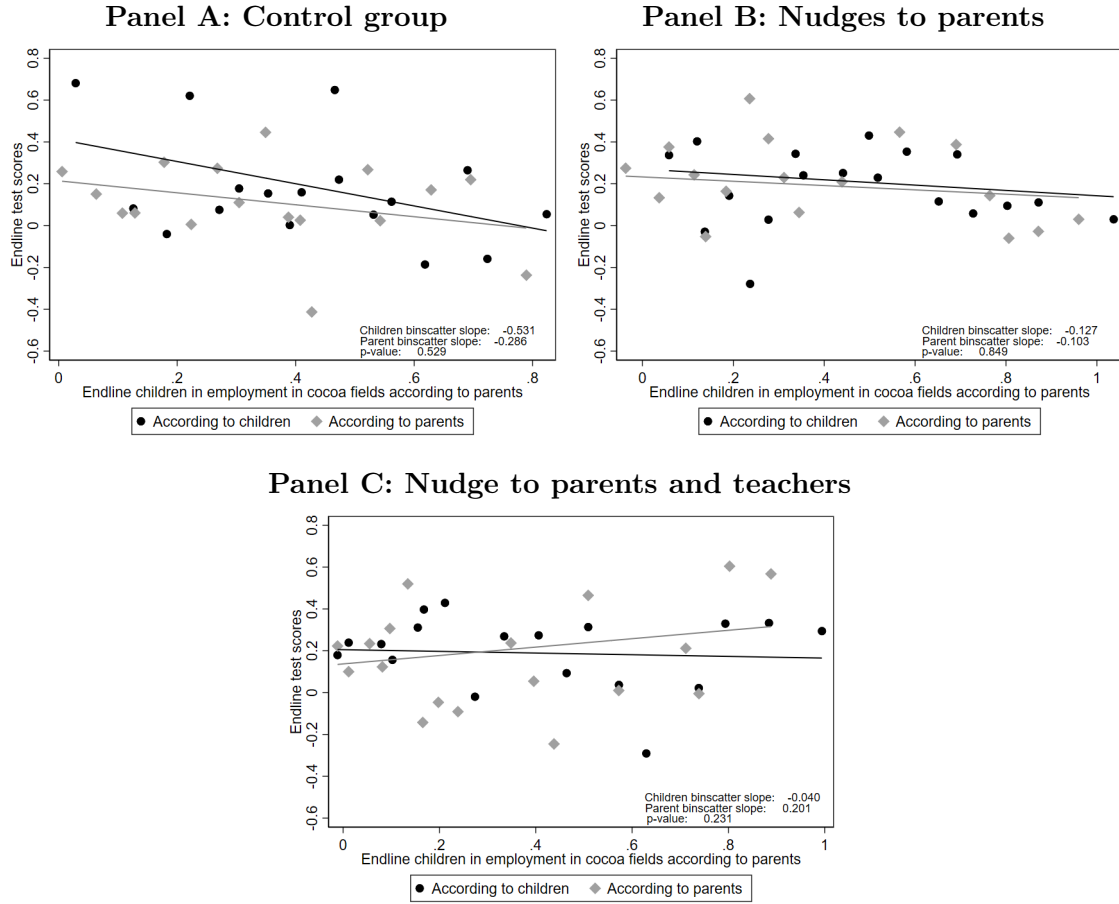 Panel A: Control group
Endline test scores
0.8
0.6
0.4
0.2
0
-0.2
-0.4
-0.6
Children binscatter slope: -0.531
Parent binscatter slope: -0.286
p-value: 0.529
0 .2 .4 .6 0.8
Endline children in employment in cocoa fields according to parents
According to children According to parents
Panel B: Nudges to parents
Endline test scores
0.8
0.6
0.4
0.2
0
-0.2
-0.4
-0.6
Children binscatter slope: -0.127
Parent binscatter slope: -0.103
p-value: 0.849
0 .2 .4 .6 0.8 1
Endline children in employment in cocoa fields according to parents
According to children According to parents
Panel C: Nudge to parents and teachers
Endline test scores
0.8
0.6
0.4
0.2
0
-0.2
-0.4
-0.6
Children binscatter slope: -0.040
Parent binscatter slope: 0.201
p-value: 0.231
0 .2 .4 .6 0.8 1
Endline children in employment in cocoa fields according to parents
According to children According to parents